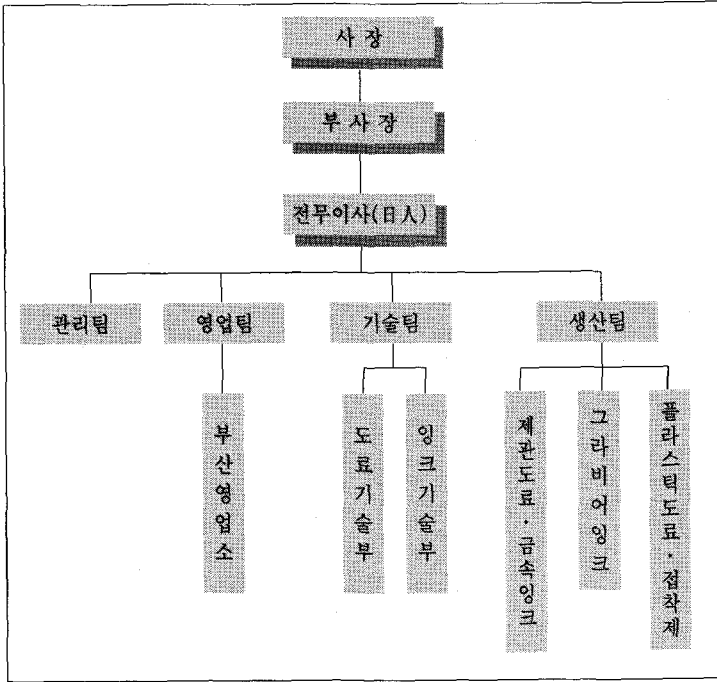 사 장
부 사 장
전무이사(日人)
관리팀
영업팀
기술팀
생산팀
부산영업소
도료기술부
잉크기술부
제관도료·금속잉크
그라비어잉크
플라스틱도료·접착제